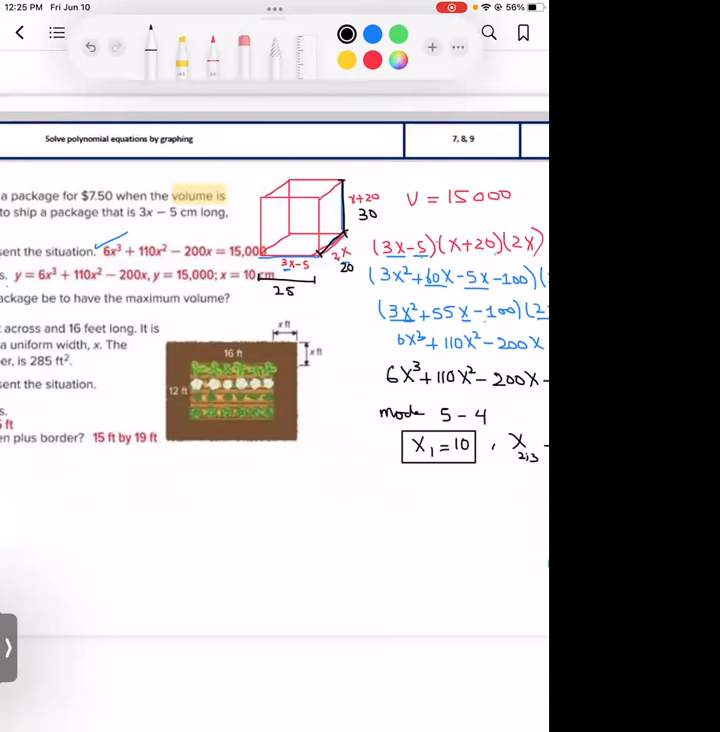 12:25 PM Fri Jun 10
56%
Solve polynomial equations by graphing
7, 8, 9
a package for $7.50 when the volume is
to ship a package that is 3x − 5 cm long,
x+20
30
V = 15000
sent the situation. 6x³ + 110x² − 200x = 15,000
(3x-5)(x+20)(2x)
3x-5
2x
20
s. y = 6x³ + 110x² − 200x, y = 15,000; x = 10 cm
(3x²+60x-5x-100)(
25
ackage be to have the maximum volume?
(3x²+55x-100)(2
across and 16 feet long. It is
x ft
a uniform width, x. The
6x³+110x²-200x
16 ft
x ft
er, is 285 ft².
6x³+110x²-200x-
sent the situation.
12 ft
mode 5-4
s.
ft
en plus border? 15 ft by 19 ft
x₁=10 , x₂,₃